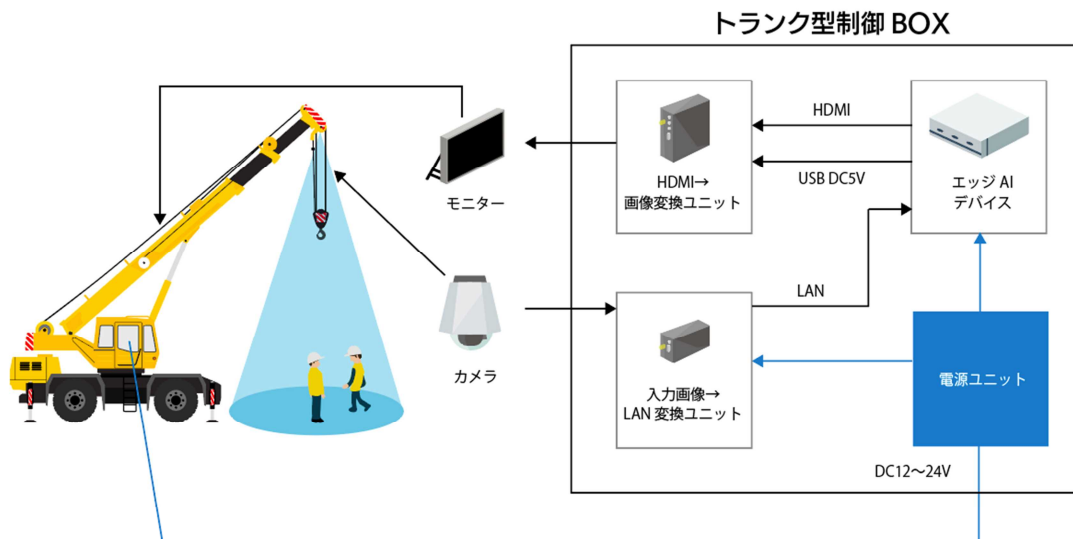 トランク型制御 BOX
HDMI
USB DC5V
HDMI→
画像変換ユニット
エッジ AI
デバイス
モニター
LAN
カメラ
入力画像→
LAN 変換ユニット
電源ユニット
DC12～24V